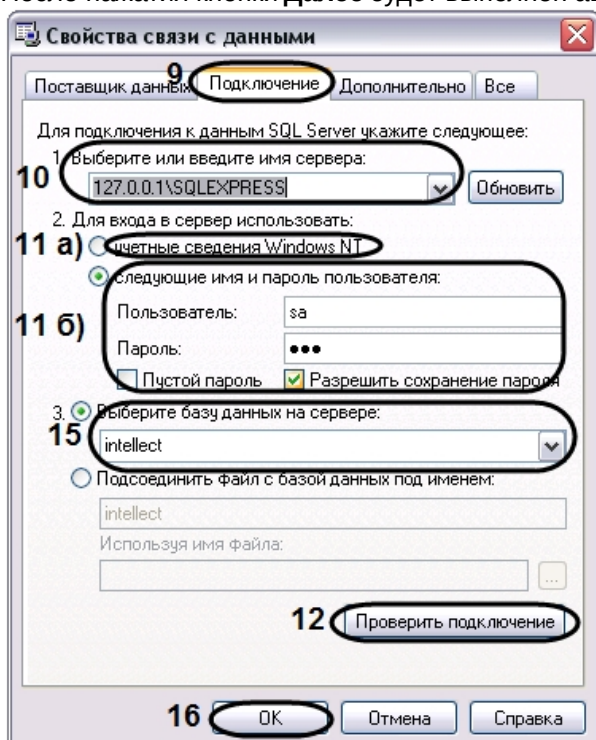 После нажатия кнопки Далее будет выполнен
Свойства связи с данными
9
Поставщик данных Подключение Дополнительно Все
Для подключения к данным SQL Server укажите следующее:
1. Выберите или введите имя сервера:
10
127.0.0.1\SQLEXPRESS Обновить
2. Для входа в сервер использовать:
11 а) учетные сведения Windows NT
следующие имя и пароль пользователя:
11 б)
Пользователь: sa
Пароль: •••
Пустой пароль Разрешить сохранение пароля
3. Выберите базу данных на сервере:
15
intellect
Подсоединить файл с базой данных под именем:
intellect
Используя имя файла:
...
12 Проверить подключение
16 ОК Отмена Справка